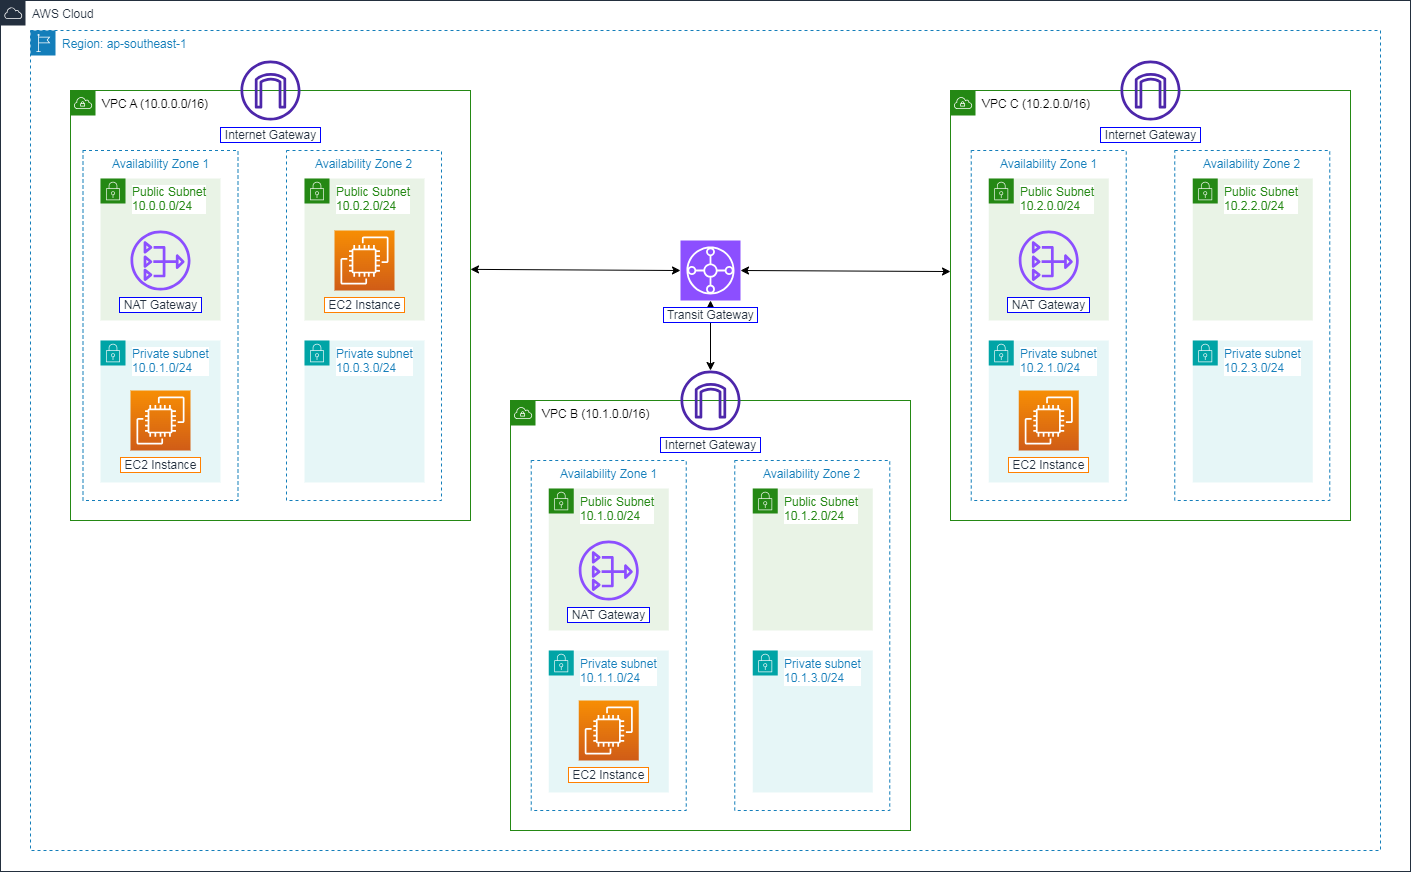 AWS Cloud
Region: ap-southeast-1
VPC A (10.0.0.0/16)
Internet Gateway
Availability Zone 1
Public Subnet
10.0.0.0/24
NAT Gateway
Private subnet
10.0.1.0/24
EC2 Instance
Availability Zone 2
Public Subnet
10.0.2.0/24
EC2 Instance
Private subnet
10.0.3.0/24
Transit Gateway
VPC C (10.2.0.0/16)
Internet Gateway
Availability Zone 1
Public Subnet
10.2.0.0/24
NAT Gateway
Private subnet
10.2.1.0/24
EC2 Instance
Availability Zone 2
Public Subnet
10.2.2.0/24
Private subnet
10.2.3.0/24
VPC B (10.1.0.0/16)
Internet Gateway
Availability Zone 1
Public Subnet
10.1.0.0/24
NAT Gateway
Private subnet
10.1.1.0/24
EC2 Instance
Availability Zone 2
Public Subnet
10.1.2.0/24
Private subnet
10.1.3.0/24